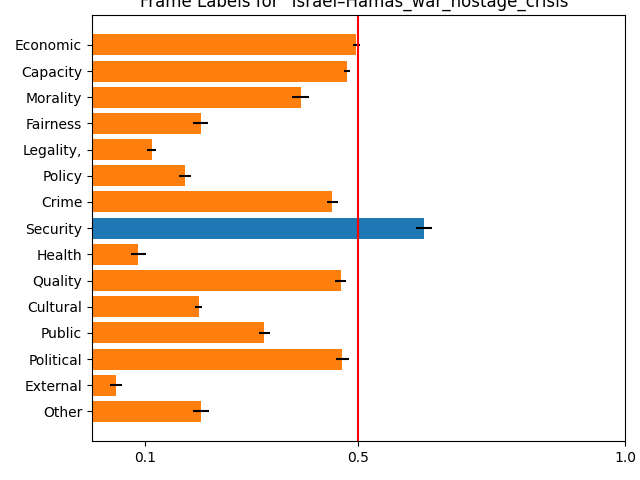 Frame Labels for "Israel–Hamas_war_hostage_crisis"
Economic
Capacity
Morality
Fairness
Legality,
Policy
Crime
Security
Health
Quality
Cultural
Public
Political
External
Other
0.1 0.5 1.0